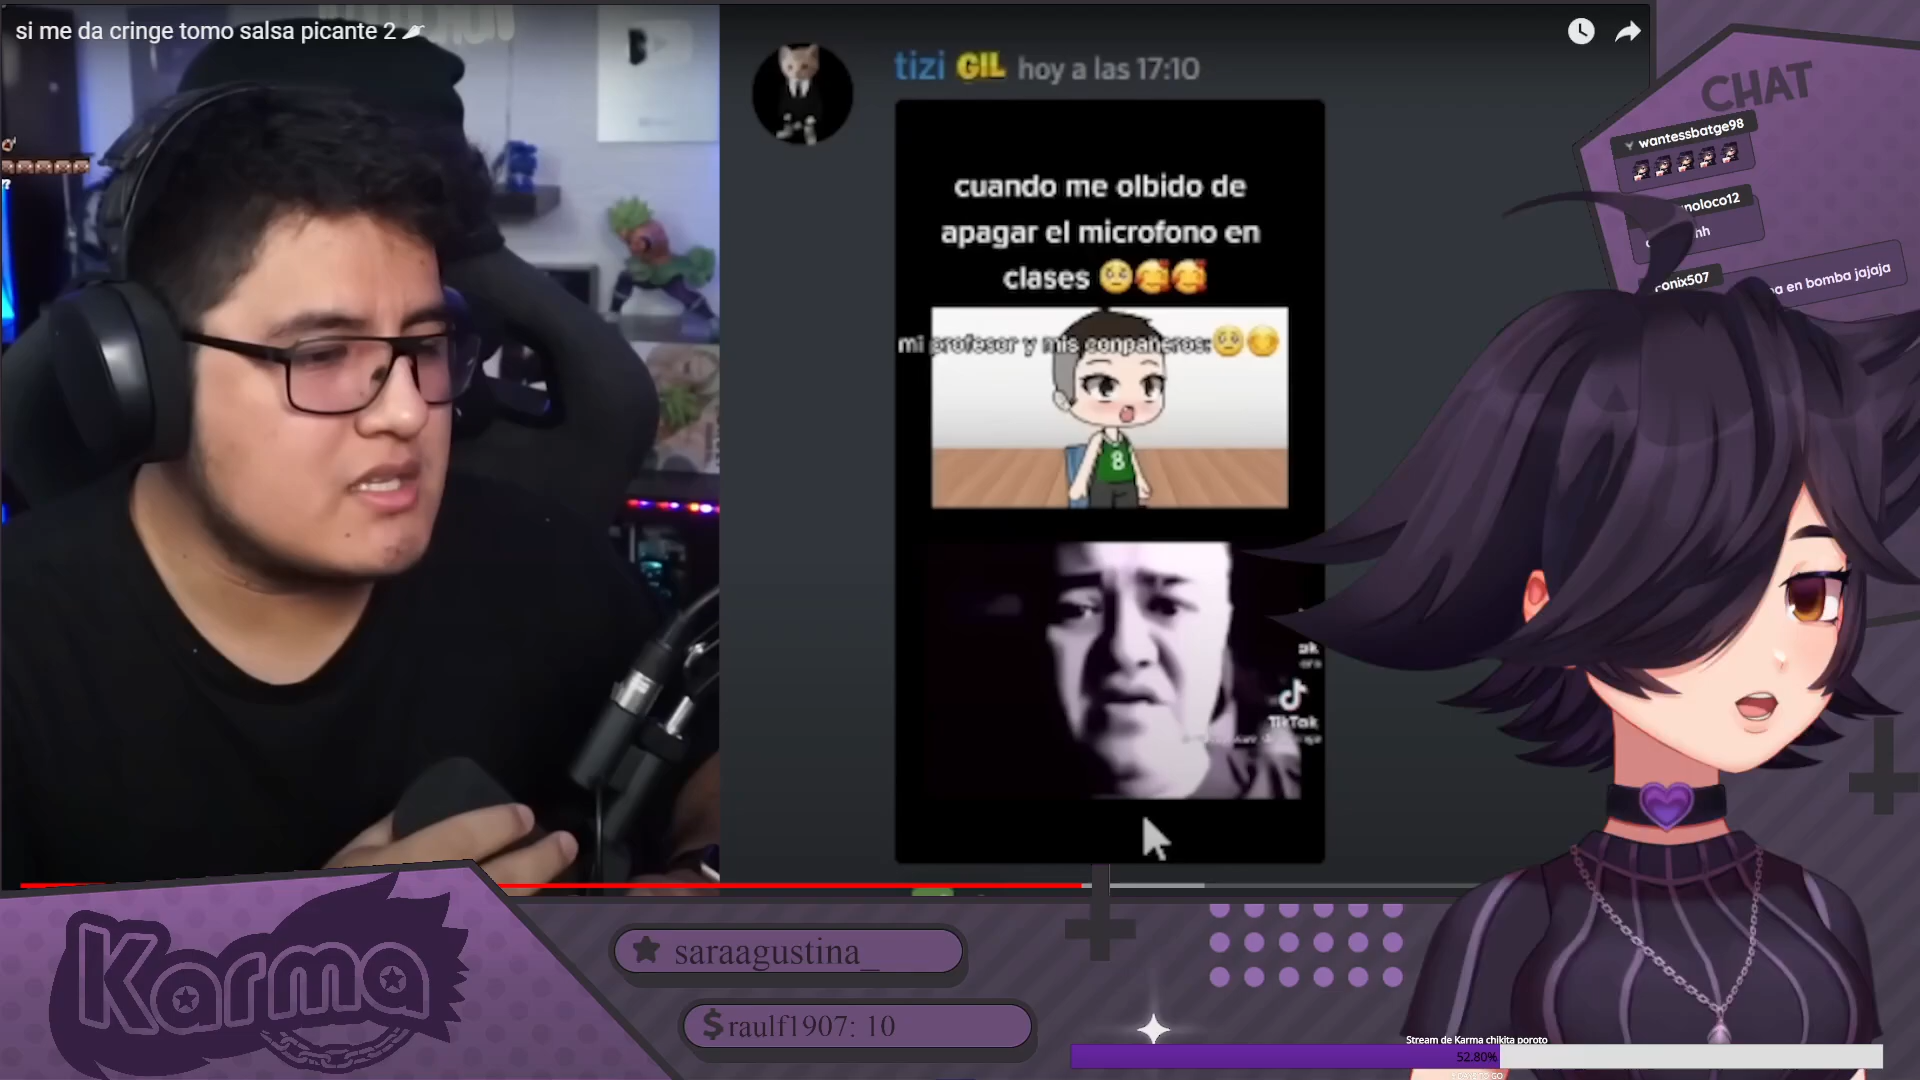 si me da cringe tomo salsa picante 2
tizi GIL hoy a las 17:10
cuando me olbido de
apagar el microfono en
clases
mi profesor y mis conpañeros:
8
TikTok
CHAT
wantessbatge98
noloco12
hh
conix507
a en bomba jajaja
Karma
saraagustina_
$ raulf1907: 10
Stream de Karma chikita poroto
52.80%